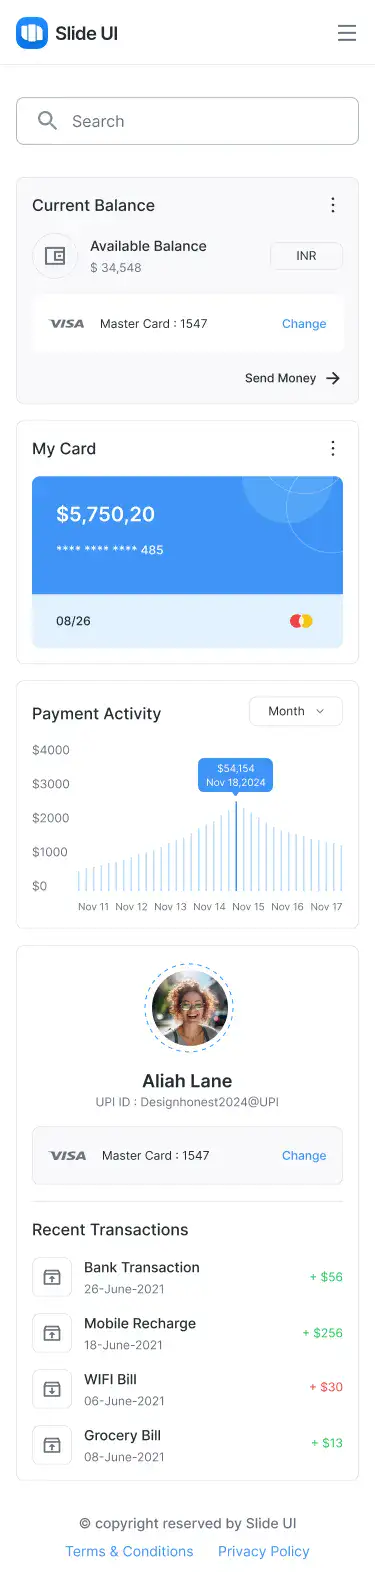 Slide UI
Search
Current Balance
Available Balance
$ 34,548
INR
VISA Master Card : 1547 Change
Send Money
My Card
$5,750,20
**** **** **** 485
08/26
Payment Activity
Month
$4000
$3000
$2000
$1000
$0
$54,154
Nov 18,2024
Nov 11 Nov 12 Nov 13 Nov 14 Nov 15 Nov 16 Nov 17
Aliah Lane
UPI ID : Designhonest2024@UPI
VISA Master Card : 1547 Change
Recent Transactions
Bank Transaction
26-June-2021
+ $56
Mobile Recharge
18-June-2021
+ $256
WIFI Bill
06-June-2021
+ $30
Grocery Bill
08-June-2021
+ $13
© copyright reserved by Slide UI
Terms & Conditions Privacy Policy